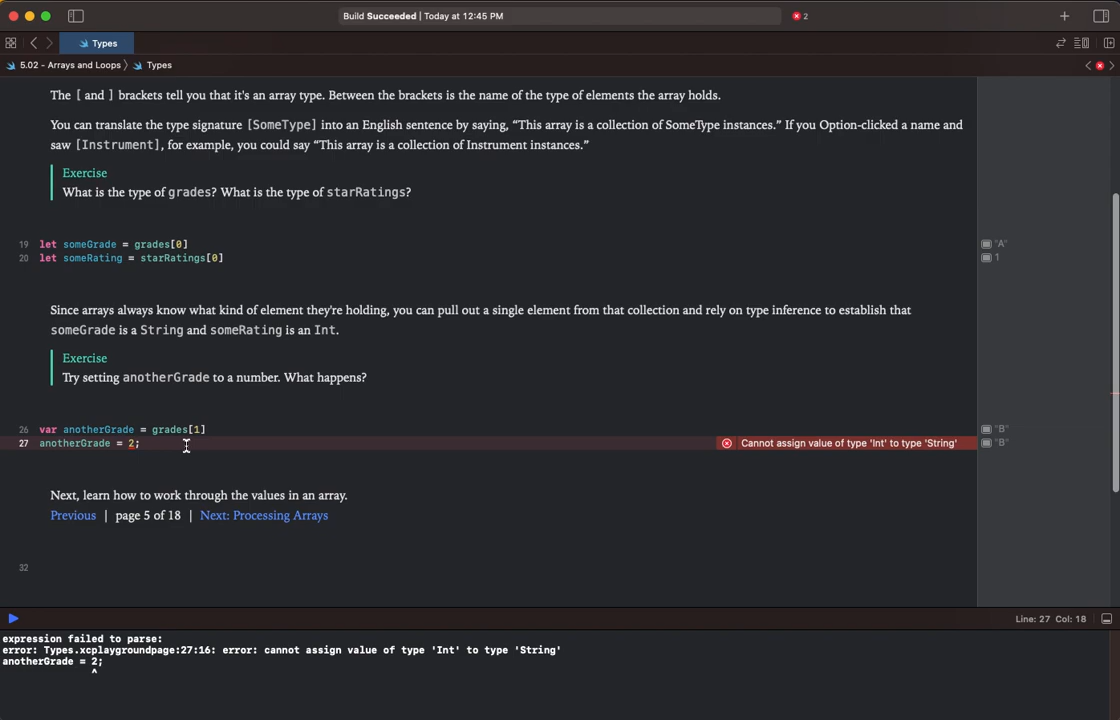 Build Succeeded | Today at 12:45 PM
2
Types
5.02 - Arrays and Loops
Types
The [ and ] brackets tell you that it's an array type. Between the brackets is the name of the type of elements the array holds.
You can translate the type signature [SomeType] into an English sentence by saying, “This array is a collection of SomeType instances.” If you Option-clicked a name and
saw [Instrument], for example, you could say “This array is a collection of Instrument instances.”
Exercise
What is the type of grades? What is the type of starRatings?
19 let someGrade = grades[0] "A"
20 let someRating = starRatings[0] 1
Since arrays always know what kind of element they're holding, you can pull out a single element from that collection and rely on type inference to establish that
someGrade is a String and someRating is an Int.
Exercise
Try setting anotherGrade to a number. What happens?
26 var anotherGrade = grades[1] "B"
27 anotherGrade = 2; Cannot assign value of type 'Int' to type 'String' "B"
Next, learn how to work through the values in an array.
Previous | page 5 of 18 | Next: Processing Arrays
32
Line: 27 Col: 18
expression failed to parse:
error: Types.xcplaygroundpage:27:16: error: cannot assign value of type 'Int' to type 'String'
anotherGrade = 2;
^